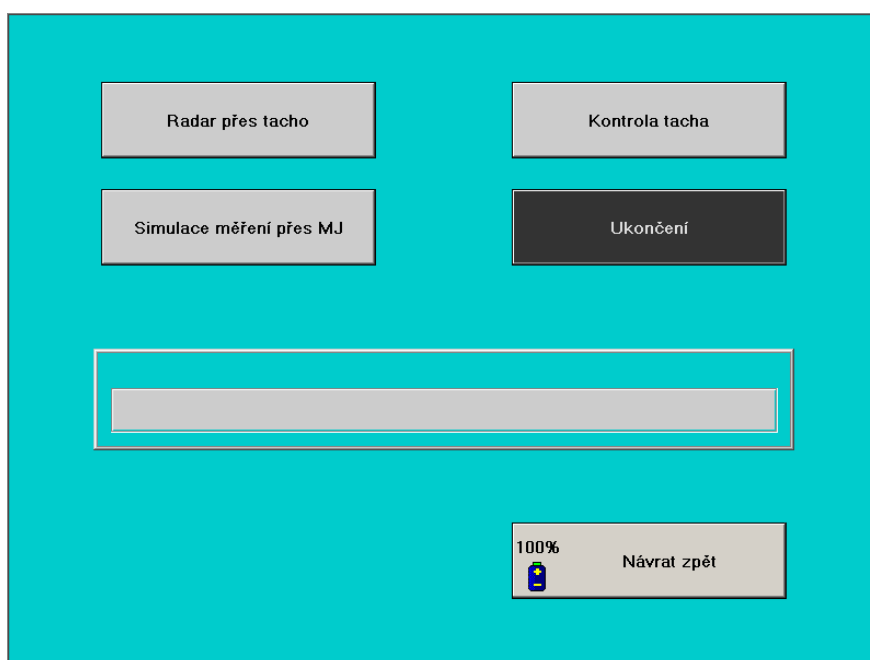 Radar přes tacho
Kontrola tacha
Simulace měření přes MJ
Ukončení
100%
Návrat zpět